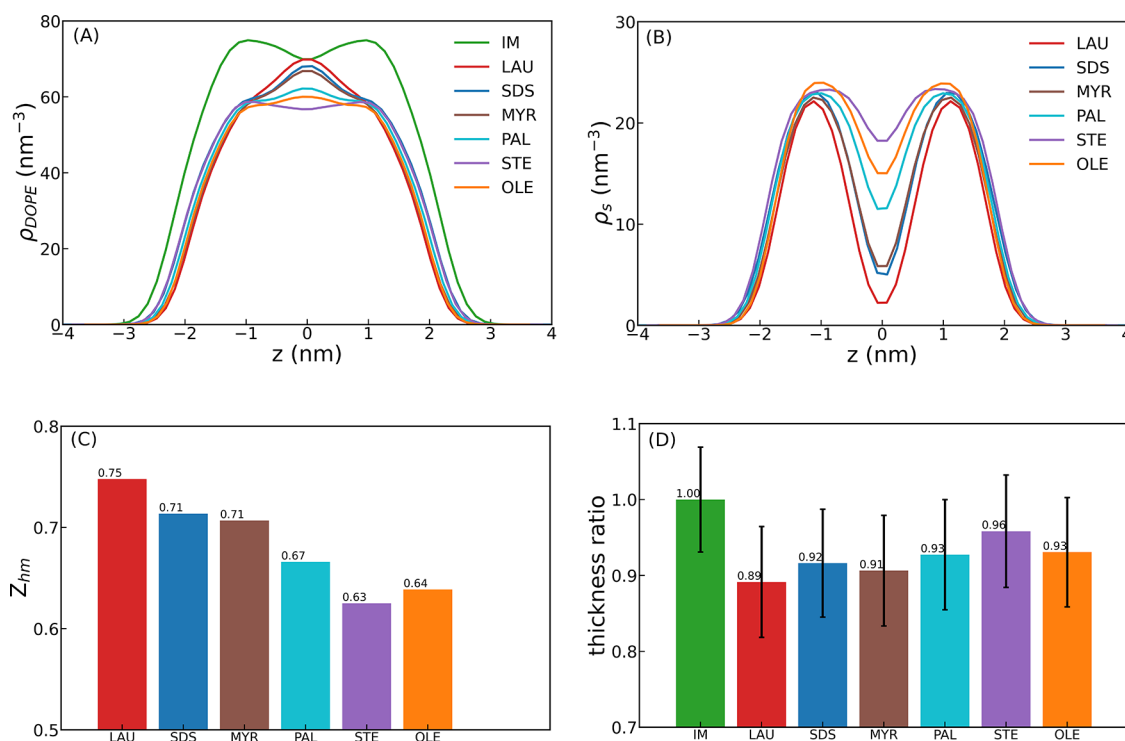 (A)
ρ_DOPE (nm⁻³)
80
60
40
20
0
−4 −3 −2 −1 0 1 2 3 4
z (nm)
IM
LAU
SDS
MYR
PAL
STE
OLE
(B)
ρ_s (nm⁻³)
30
20
10
0
−4 −3 −2 −1 0 1 2 3 4
z (nm)
LAU
SDS
MYR
PAL
STE
OLE
(C)
Z_hm
0.8
0.7
0.6
0.5
0.75 0.71 0.71 0.67 0.63 0.64
LAU SDS MYR PAL STE OLE
(D)
thickness ratio
1.1
1.0
0.9
0.8
0.7
1.00 0.89 0.92 0.91 0.93 0.96 0.93
IM LAU SDS MYR PAL STE OLE